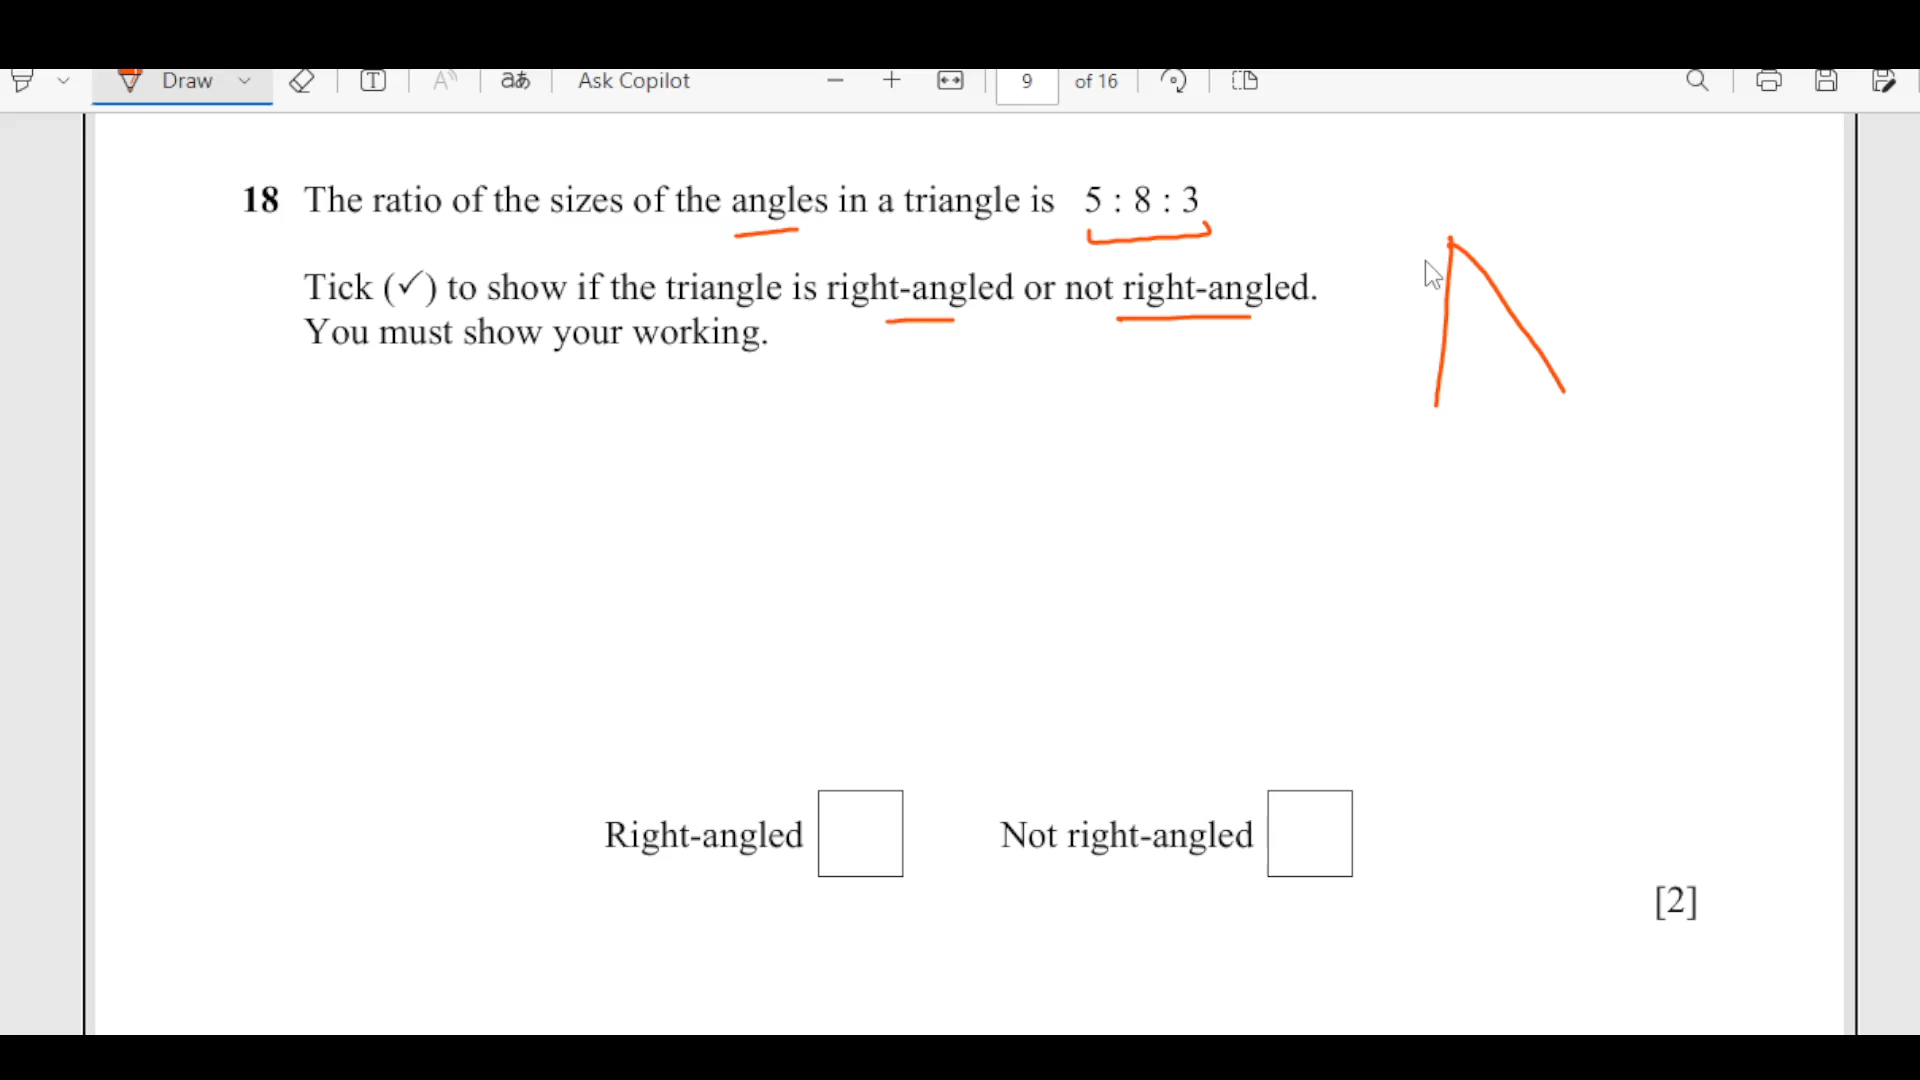 Draw T A aあ Ask Copilot 9 of 16
18 The ratio of the sizes of the angles in a triangle is 5 : 8 : 3
Tick (✓) to show if the triangle is right-angled or not right-angled.
You must show your working.
Right-angled Not right-angled
[2]